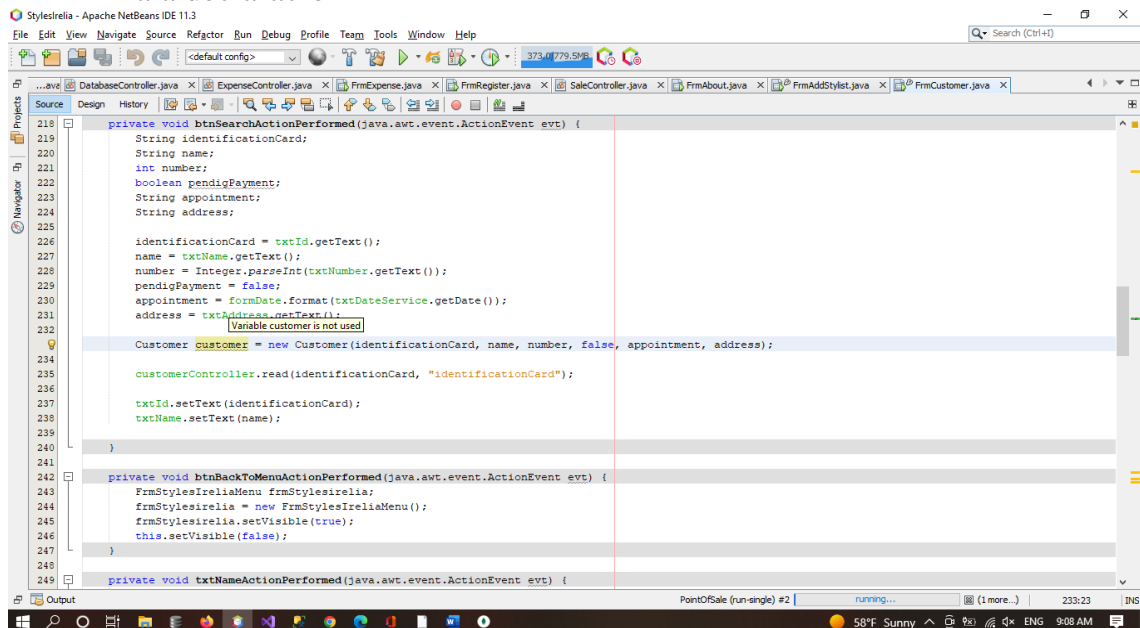 StylesIrelia - Apache NetBeans IDE 11.3
File Edit View Navigate Source Refactor Run Debug Profile Team Tools Window Help
Search (Ctrl+I)
<default config>
373.0/779.5MB
...ava DatabaseController.java ExpenseController.java FrmExpense.java FrmRegister.java SaleController.java FrmAbout.java FrmAddStylist.java FrmCustomer.java
Source Design History
Projects
Navigator
Services
218 private void btnSearchActionPerformed(java.awt.event.ActionEvent evt) {
219 String identificationCard;
220 String name;
221 int number;
222 boolean pendigPayment;
223 String appointment;
224 String address;
225
226 identificationCard = txtId.getText();
227 name = txtName.getText();
228 number = Integer.parseInt(txtNumber.getText());
229 pendigPayment = false;
230 appointment = formDate.format(txtDateService.getDate());
231 address = txtAddress.getText();
232 Variable customer is not used
Customer customer = new Customer(identificationCard, name, number, false, appointment, address);
234
235 customerController.read(identificationCard, "identificationCard");
236
237 txtId.setText(identificationCard);
238 txtName.setText(name);
239
240 }
241
242 private void btnBackToMenuActionPerformed(java.awt.event.ActionEvent evt) {
243 FrmStylesIreliaMenu frmStylesirelia;
244 frmStylesirelia = new FrmStylesIreliaMenu();
245 frmStylesirelia.setVisible(true);
246 this.setVisible(false);
247 }
248
249 private void txtNameActionPerformed(java.awt.event.ActionEvent evt) {
Output
PointOfSale (run-single) #2 running... (1 more...) 233:23 INS
58°F Sunny ENG 9:08 AM